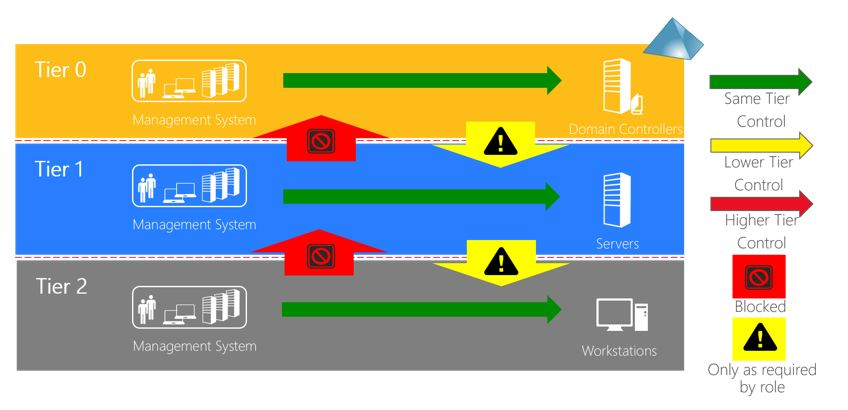 Tier 0
Management System
Domain Controllers
Tier 1
Management System
Servers
Tier 2
Management System
Workstations
Same Tier
Control
Lower Tier
Control
Higher Tier
Control
Blocked
Only as required
by role